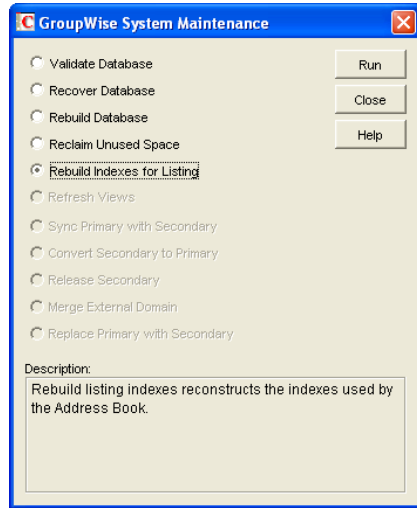 GroupWise System Maintenance
Validate Database
Run
Recover Database
Close
Rebuild Database
Help
Reclaim Unused Space
Rebuild Indexes for Listing
Refresh Views
Sync Primary with Secondary
Convert Secondary to Primary
Release Secondary
Merge External Domain
Replace Primary with Secondary
Description:
Rebuild listing indexes reconstructs the indexes used by
the Address Book.